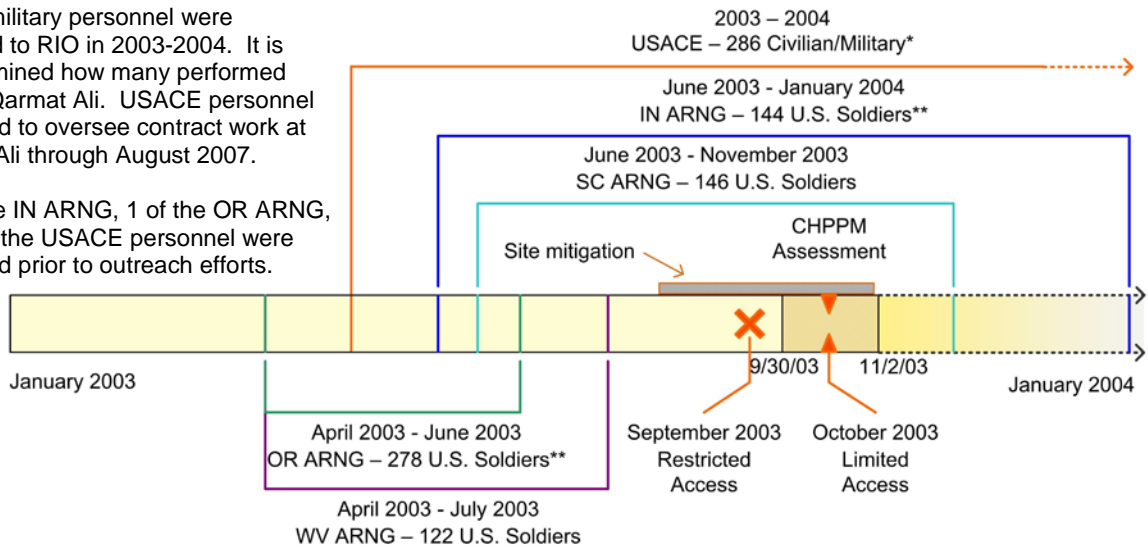 military personnel were
to RIO in 2003-2004. It is
how many performed
Ali. USACE personnel
to oversee contract work at
Ali through August 2007.
IN ARNG, 1 of the OR ARNG,
the USACE personnel were
prior to outreach efforts.
2003 – 2004
USACE – 286 Civilian/Military*
June 2003 - January 2004
IN ARNG – 144 U.S. Soldiers**
June 2003 - November 2003
SC ARNG – 146 U.S. Soldiers
CHPPM
Assessment
Site mitigation
9/30/03
11/2/03
January 2003
January 2004
April 2003 - June 2003
OR ARNG – 278 U.S. Soldiers**
September 2003
Restricted
Access
October 2003
Limited
Access
April 2003 - July 2003
WV ARNG – 122 U.S. Soldiers